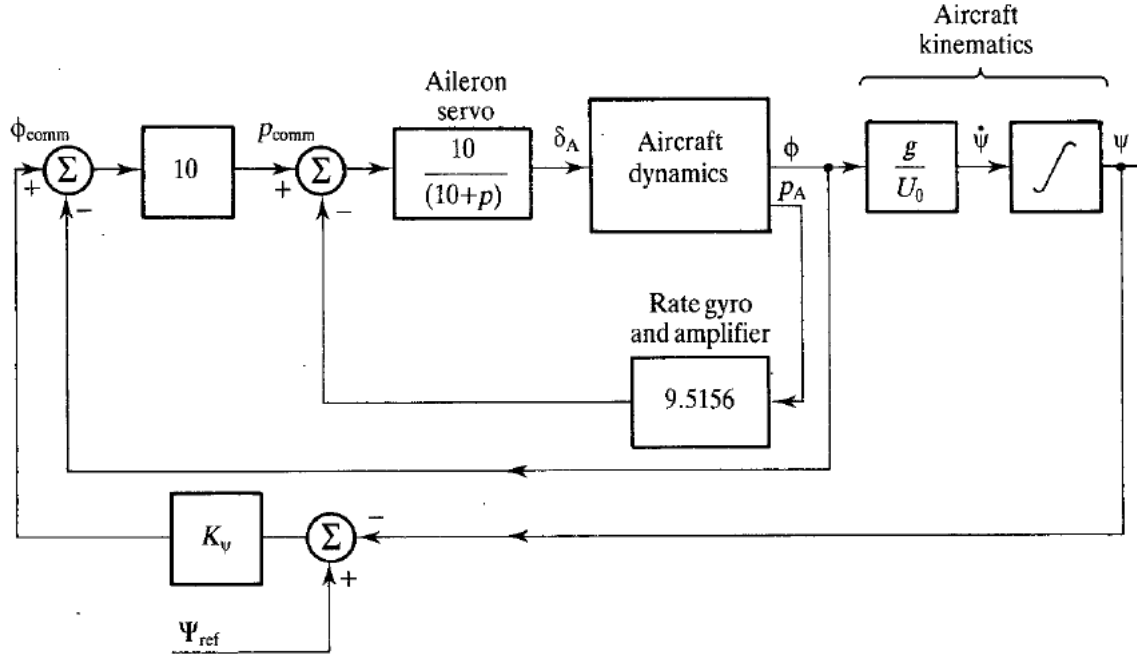 Aircraft
kinematics
Aileron
servo
ϕcomm
Σ
+
−
10
pcomm
Σ
+
−
10
(10+p)
δA
Aircraft
dynamics
ϕ
pA
g
U0
ψ̇
∫
ψ
Rate gyro
and amplifier
9.5156
Kψ
Σ
−
+
Ψref